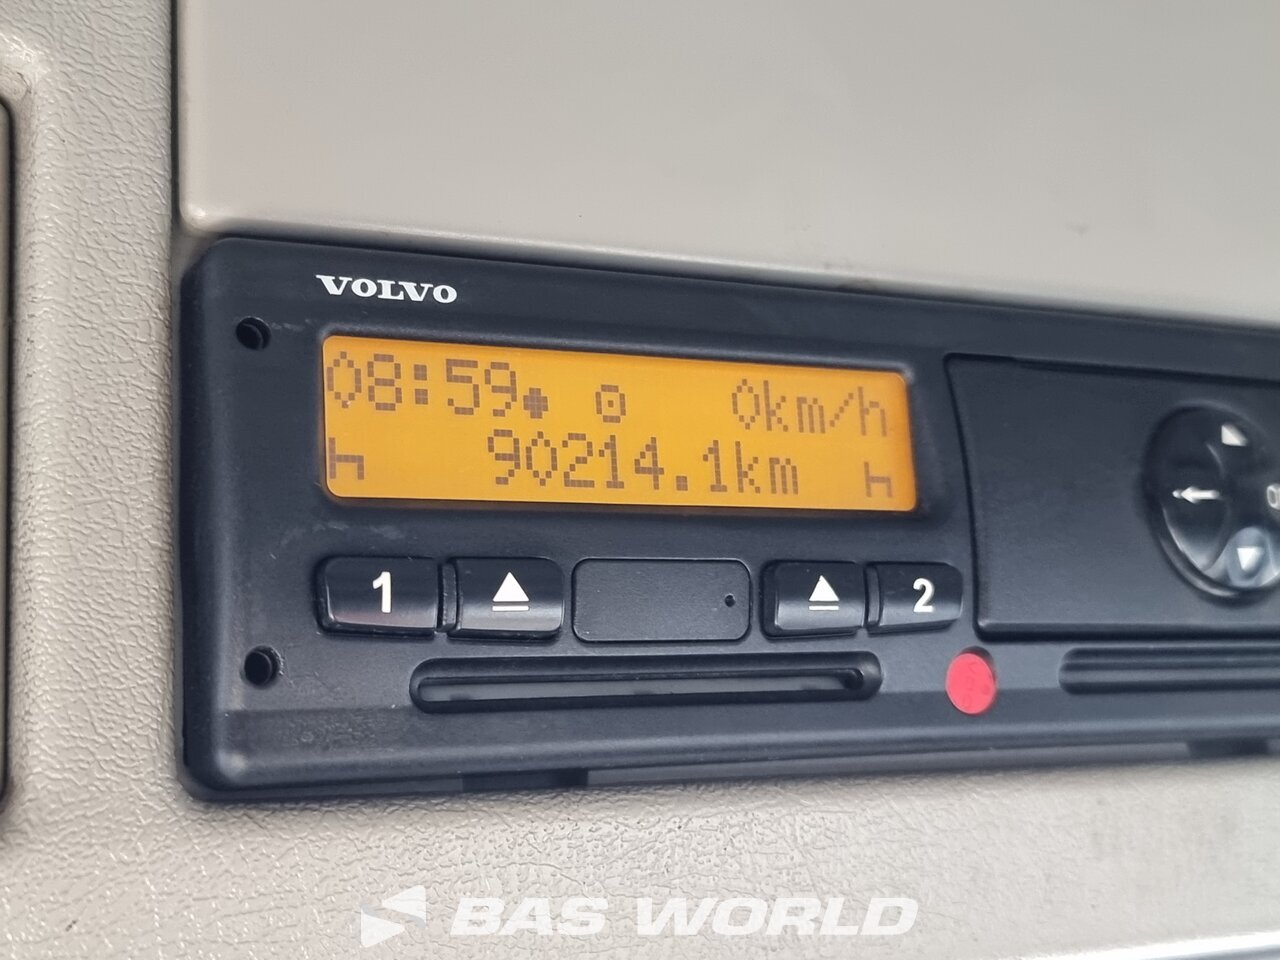 VOLVO
08:59 0km/h
90214.1km
1 2
BAS WORLD